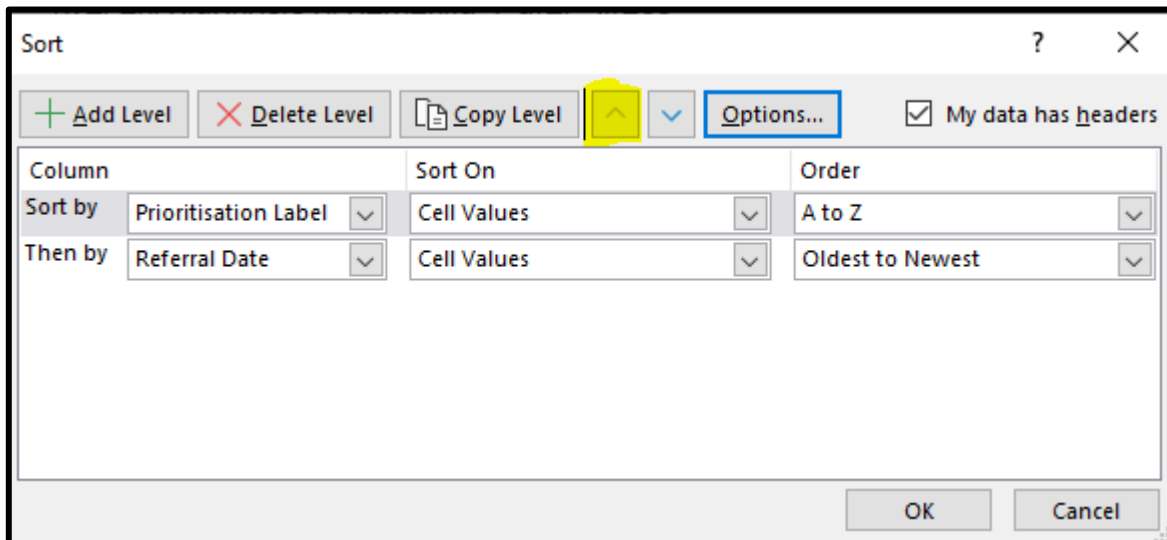 Sort ?
Add Level Delete Level Copy Level Options... My data has headers
Column Sort On Order
Sort by Prioritisation Label Cell Values A to Z
Then by Referral Date Cell Values Oldest to Newest
OK Cancel